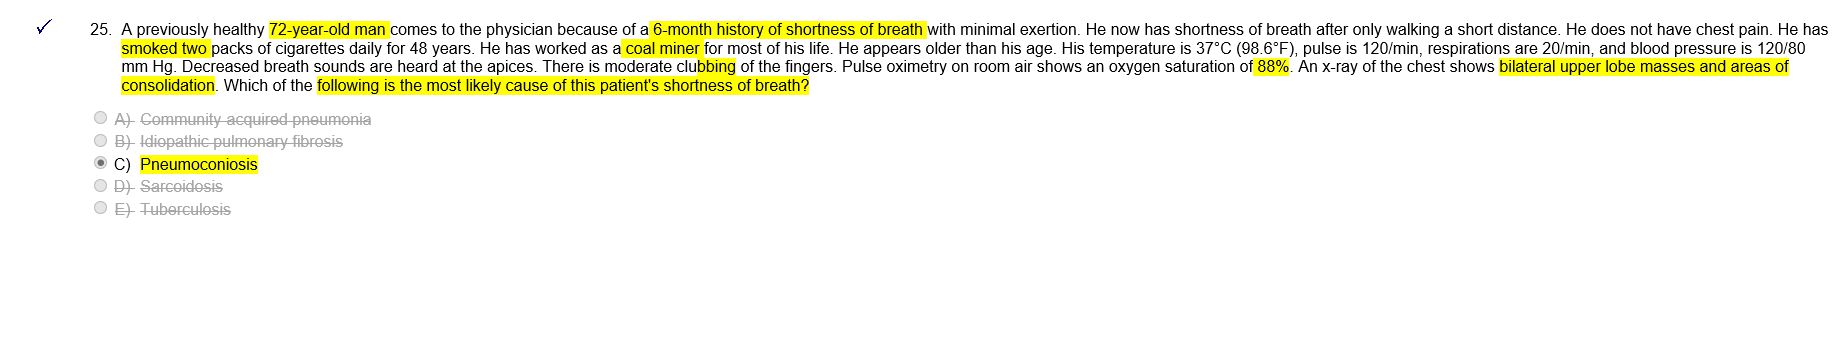 25. A previously healthy 72-year-old man comes to the physician because of a 6-month history of shortness of breath with minimal exertion. He now has shortness of breath after only walking a short distance. He does not have chest pain. He has
smoked two packs of cigarettes daily for 48 years. He has worked as a coal miner for most of his life. He appears older than his age. His temperature is 37°C (98.6°F), pulse is 120/min, respirations are 20/min, and blood pressure is 120/80
mm Hg. Decreased breath sounds are heard at the apices. There is moderate clubbing of the fingers. Pulse oximetry on room air shows an oxygen saturation of 88%. An x-ray of the chest shows bilateral upper lobe masses and areas of
consolidation. Which of the following is the most likely cause of this patient's shortness of breath?
A) Community acquired pneumonia
B) Idiopathic pulmonary fibrosis
C) Pneumoconiosis
D) Sarcoidosis
E) Tuberculosis